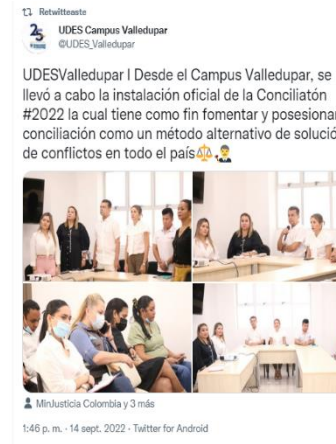 Retwitteaste
UDES Campus Valledupar
@UDES_Valledupar
UDESValledupar I Desde el Campus Valledupar, se
llevó a cabo la instalación oficial de la Conciliatón
#2022 la cual tiene como fin fomentar y posesionar
conciliación como un método alternativo de solució
de conflictos en todo el país
MinJusticia Colombia y 3 más
1:46 p. m. · 14 sept. 2022 · Twitter for Android